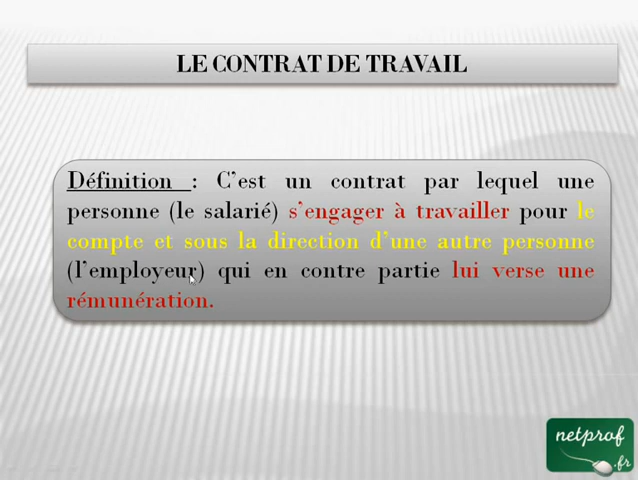 LE CONTRAT DE TRAVAIL
Définition : C'est un contrat par lequel une
personne (le salarié) s'engager à travailler pour le
compte et sous la direction d'une autre personne
(l'employeur) qui en contre partie lui verse une
rémunération.
netprof
.fr